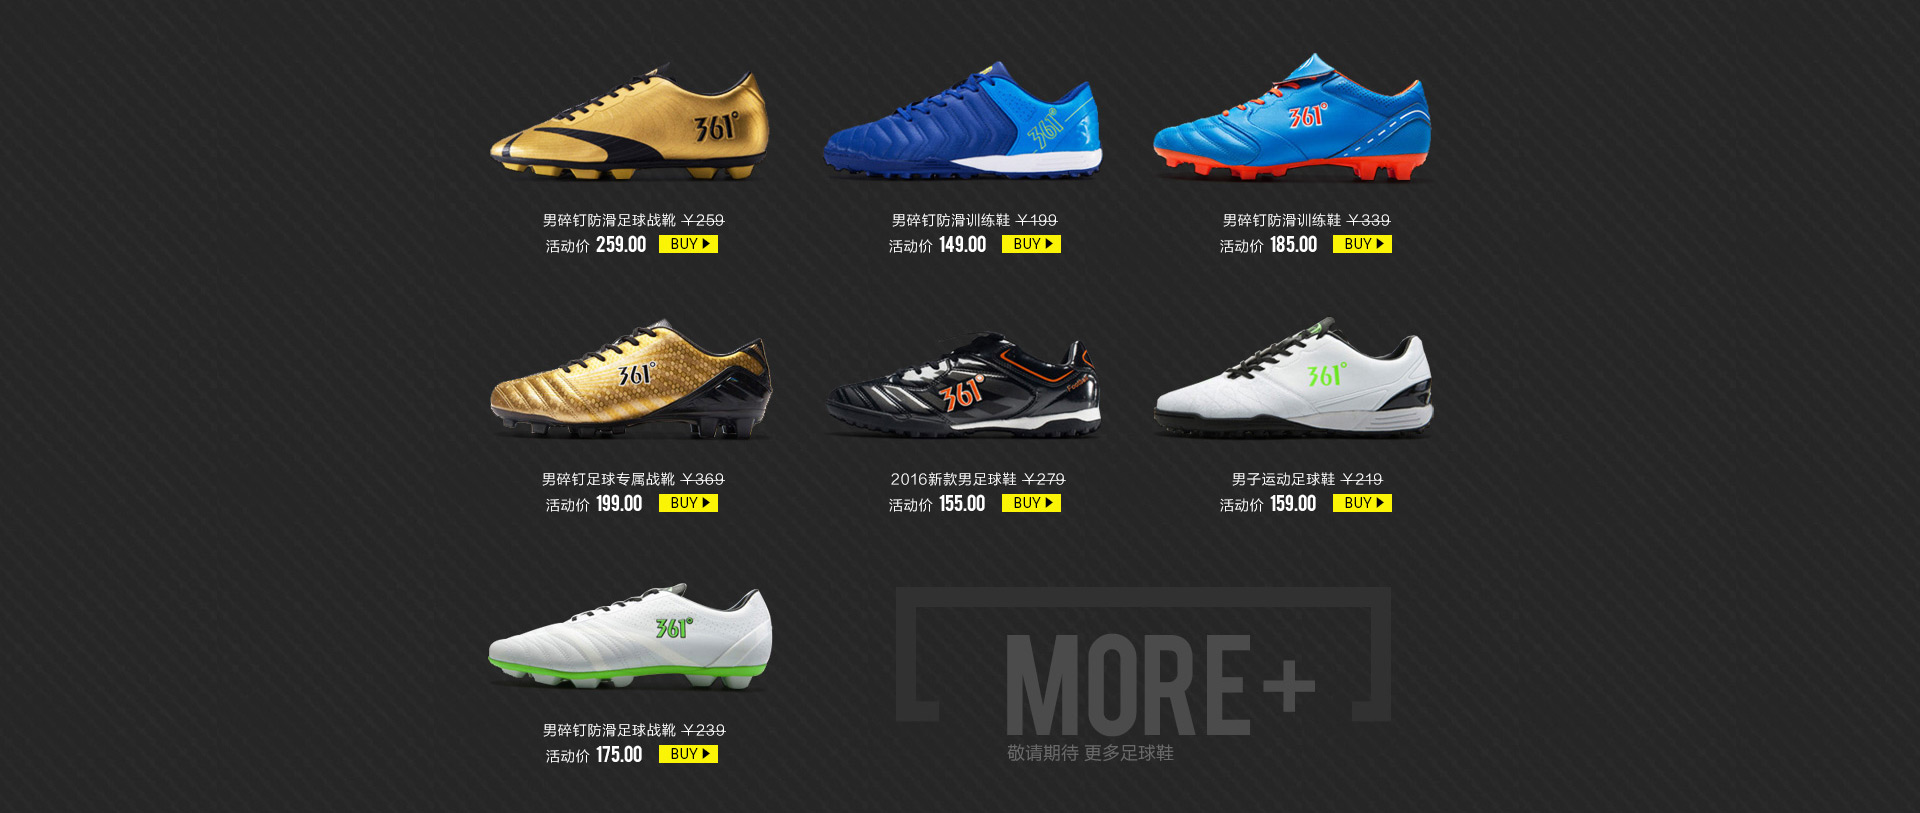 361°
361°
361°
男碎钉防滑足球战靴 ￥259
活动价 259.00 BUY
男碎钉防滑训练鞋 ￥199
活动价 149.00 BUY
男碎钉防滑训练鞋 ￥339
活动价 185.00 BUY
361°
361°
361°
男碎钉足球专属战靴 ￥369
活动价 199.00 BUY
2016新款男足球鞋 ￥279
活动价 155.00 BUY
男子运动足球鞋 ￥219
活动价 159.00 BUY
361°
男碎钉防滑足球战靴 ￥239
活动价 175.00 BUY
MORE+
敬请期待 更多足球鞋